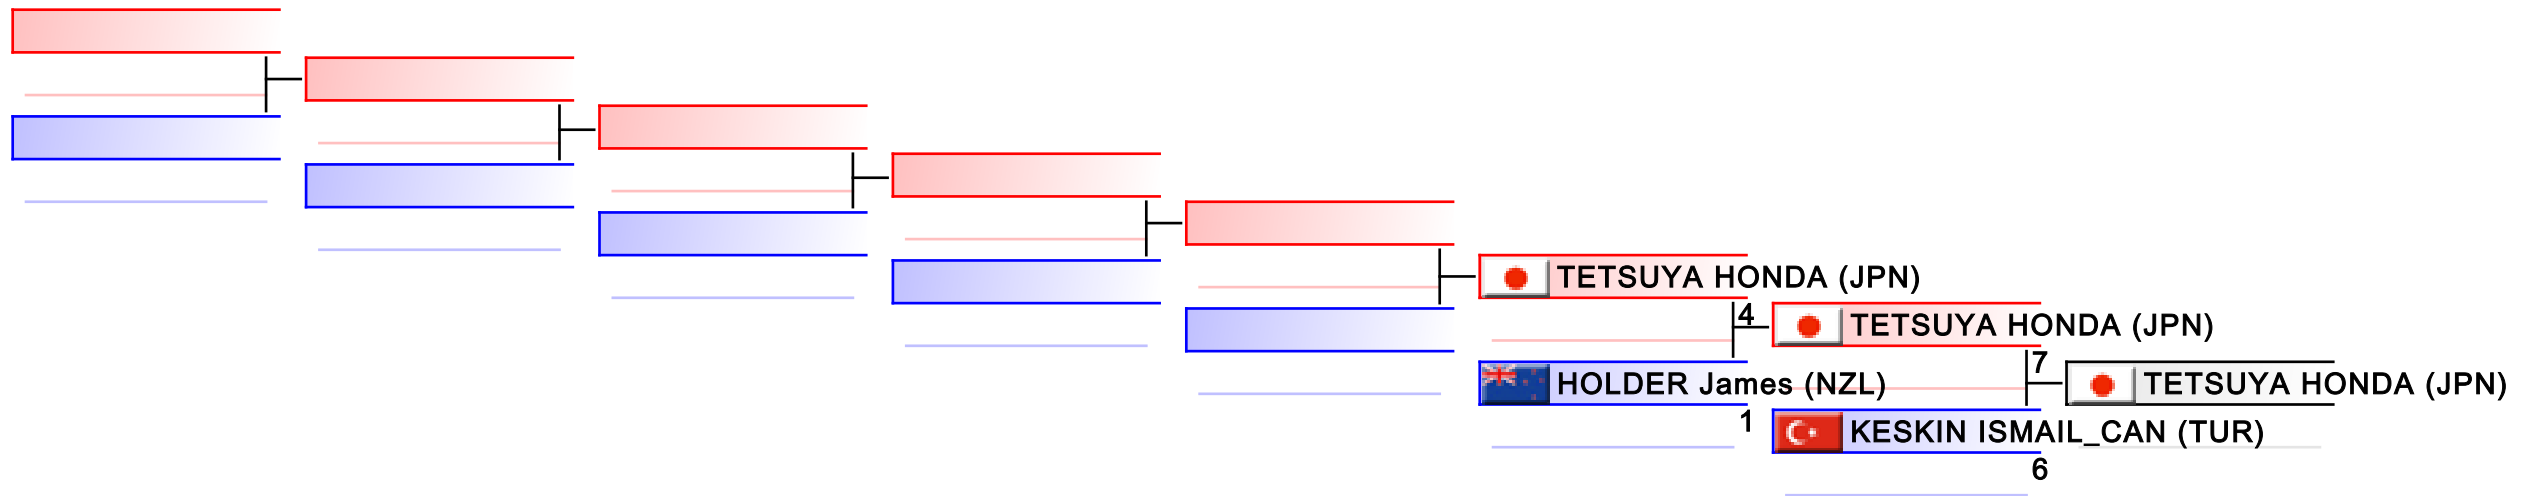 TETSUYA HONDA (JPN)
4
TETSUYA HONDA (JPN)
7
HOLDER James (NZL)
TETSUYA HONDA (JPN)
1
KESKIN ISMAIL_CAN (TUR)
6